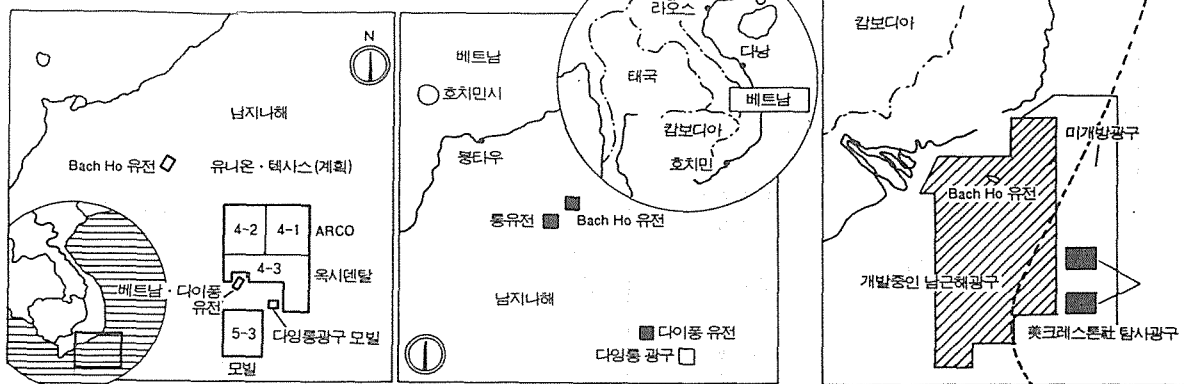 N
남지나해
Bach Ho 유전
유니온·텍사스(계획)
4-2
4-1
ARCO
4-3
옥시덴탈
베트남·다이풍
유전
다잉롱광구 모빌
5-3
모빌
베트남
호치민시
붕타우
통유전
Bach Ho 유전
남지나해
다이풍 유전
다잉롱 광구
라오스
다낭
태국
베트남
캄보디아
호치민
캄보디아
미개방광구
Bach Ho 유전
개발중인 남근해광구
英크레스톤社 탐사광구